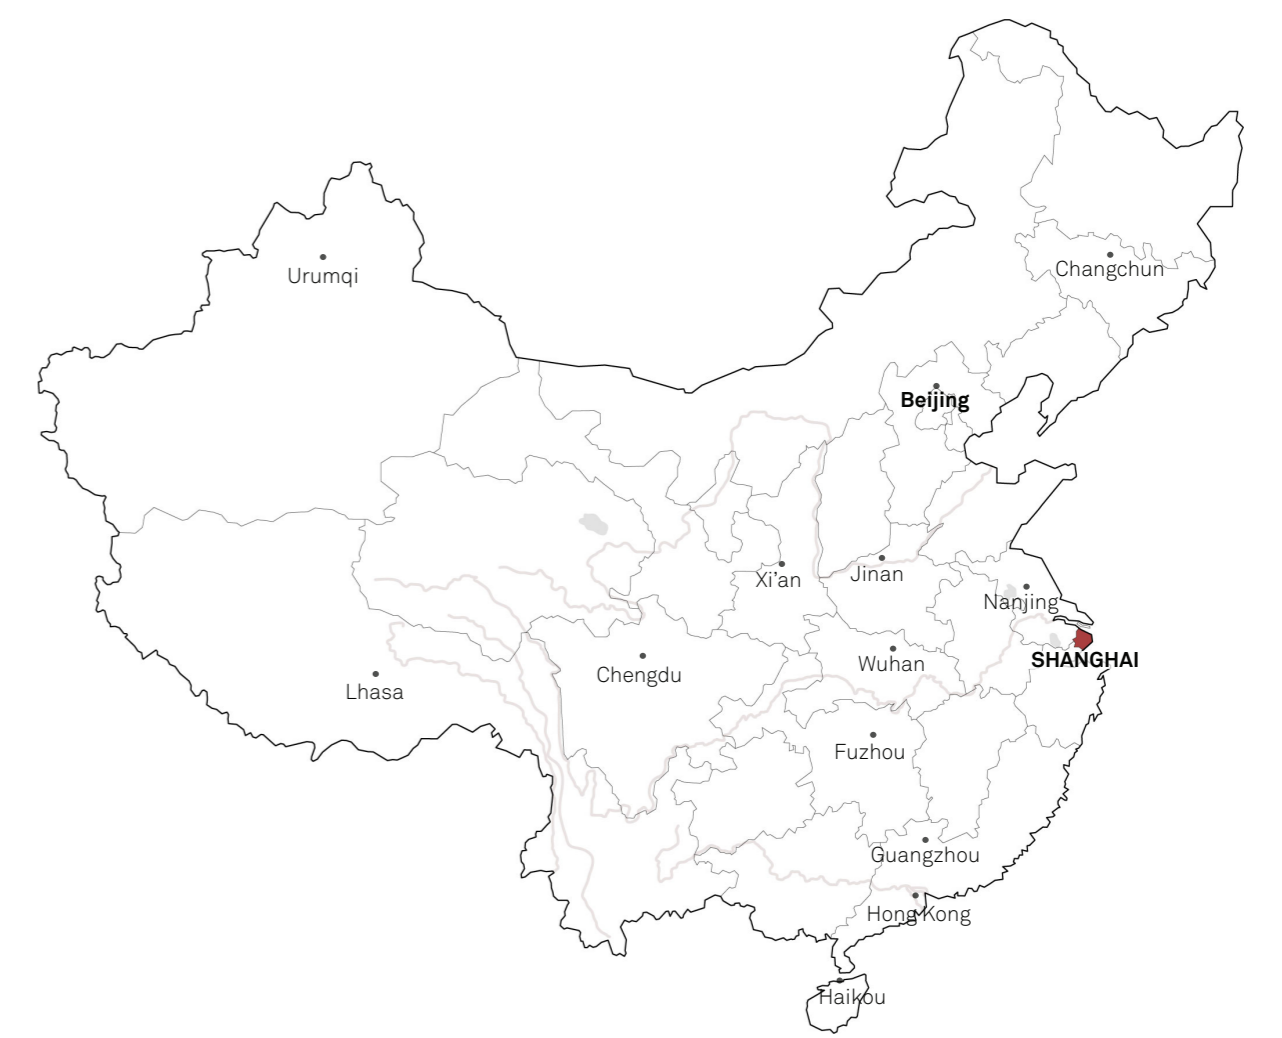 Changchun
Urumqi
Beijing
Xi'an
Jinan
Nanjing
SHANGHAI
Wuhan
Chengdu
Lhasa
Fuzhou
Guangzhou
Hong Kong
Haikou